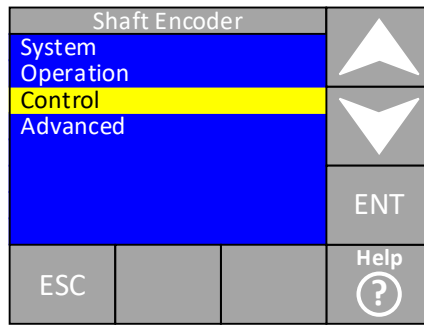 Shaft Encoder
System
Operation
Control
Advanced
ENT
ESC
Help
?